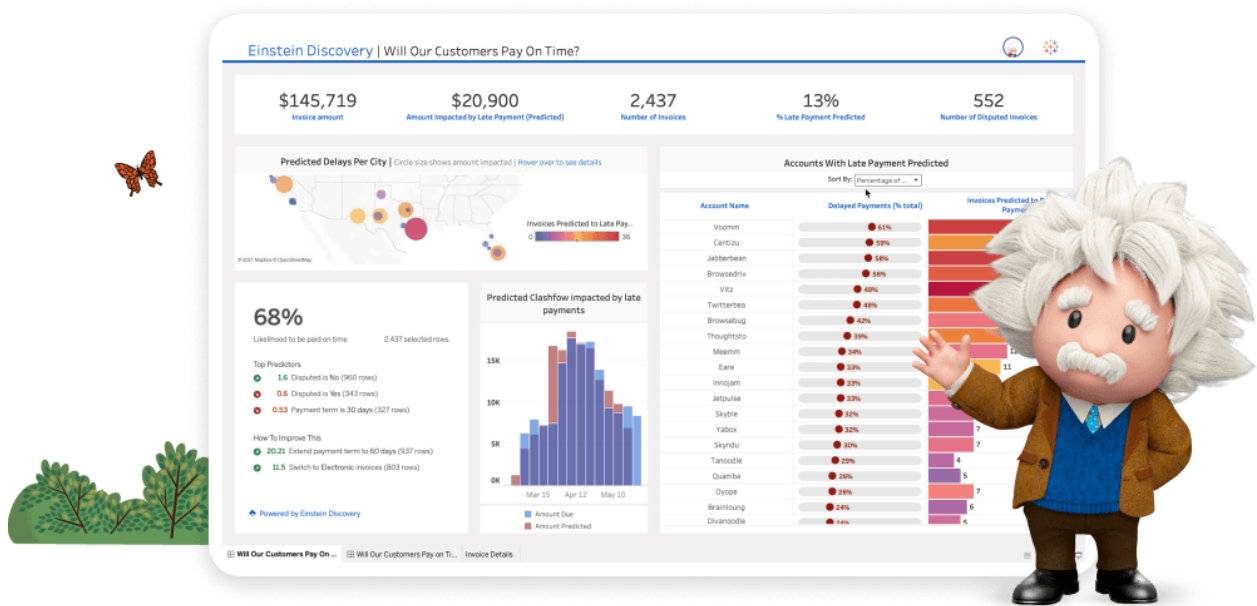 Einstein Discovery | Will Our Customers Pay On Time?
$145,719
Invoice amount
$20,900
Amount Impacted by Late Payment (Predicted)
2,437
Number of Invoices
13%
% Late Payment Predicted
552
Number of Disputed Invoices
Predicted Delays Per City | Circle size shows amount impacted | Hover over to see details
Invoices Predicted to Late Pay...
0 36
© 2021 Mapbox © OpenStreetMap
68%
Likelihood to be paid on time 2,437 selected rows
Top Predictors
1.6 Disputed is No (960 rows)
0.6 Disputed is Yes (343 rows)
0.53 Payment term is 30 days (327 rows)
How To Improve This
20.21 Extend payment term to 60 days (937 rows)
11.5 Switch to Electronic invoices (803 rows)
Powered by Einstein Discovery
Predicted Clashfow impacted by late
payments
15K
10K
5K
0K
Mar 15 Apr 12 May 10
Amount Due
Amount Predicted
Accounts With Late Payment Predicted
Sort By: Percentage of ...
Account Name Delayed Payments (% total) Invoices Predicted to
Voomm 61%
Centizu 59%
Jabberbean 58%
Browsedriv 56%
Vitz 48%
Twitterbea 48%
Browsebug 42%
Thoughtsto 39%
Meemm 34%
Eare 33% 11
Innojam 33%
Jetpulse 33%
Skyble 32%
Yabox 32% 7
Skyndu 30% 7
Tanoodle 29% 4
Quamba 26% 5
Oyope 26% 7
Brainloung 24% 6
Divanoodle 24% 5
Will Our Customers Pay On ... Will Our Customers Pay on Ti... Invoice Details